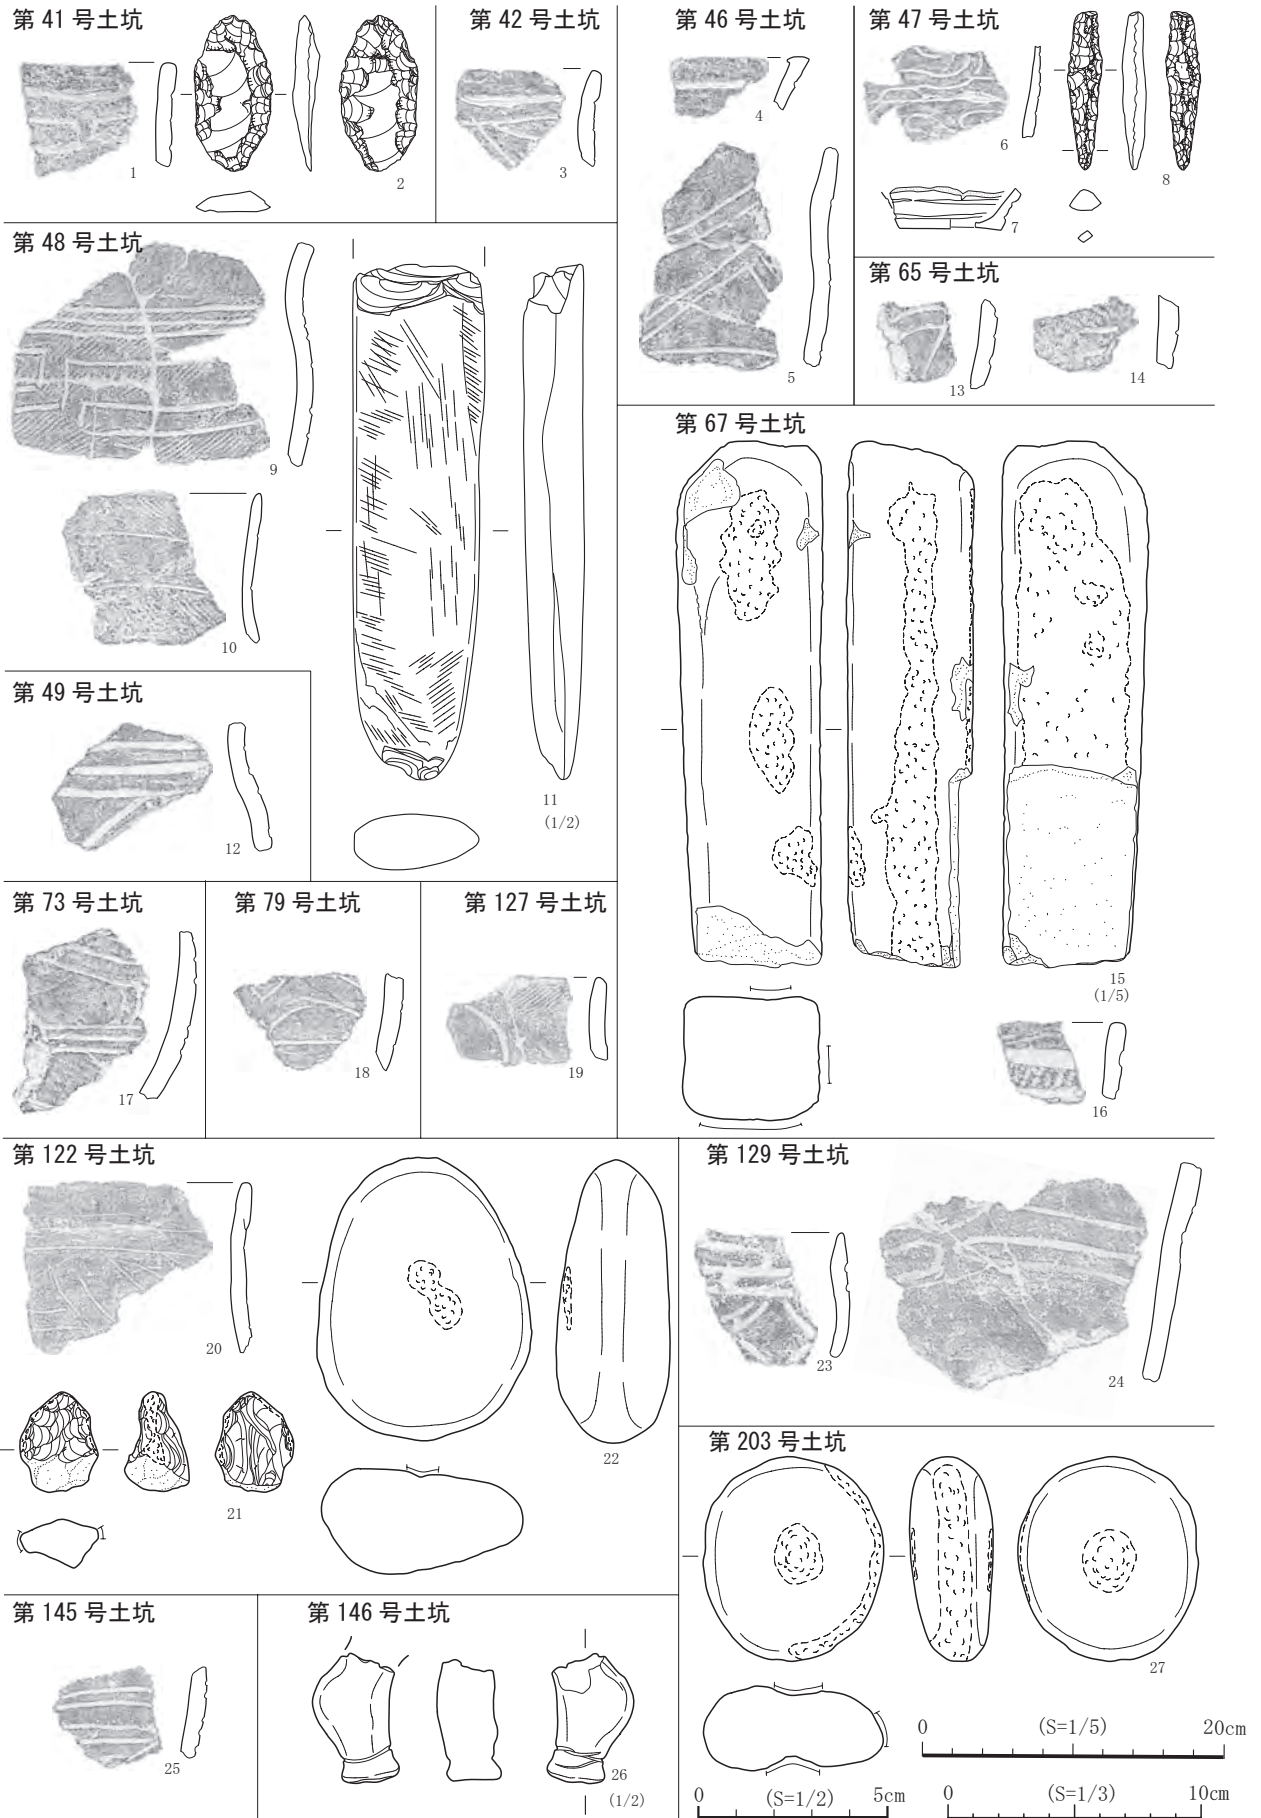 第 41 号土坑
1
2
第 42 号土坑
3
第 46 号土坑
4
5
第 47 号土坑
6
7
8
第 48 号土坑
9
10
11
(1/2)
第 65 号土坑
13
14
第 49 号土坑
12
第 67 号土坑
15
(1/5)
16
第 73 号土坑
17
第 79 号土坑
18
第 127 号土坑
19
第 122 号土坑
20
21
22
第 129 号土坑
23
24
第 145 号土坑
25
第 146 号土坑
26
(1/2)
第 203 号土坑
27
0 (S=1/5) 20cm
0 (S=1/2) 5cm
0 (S=1/3) 10cm